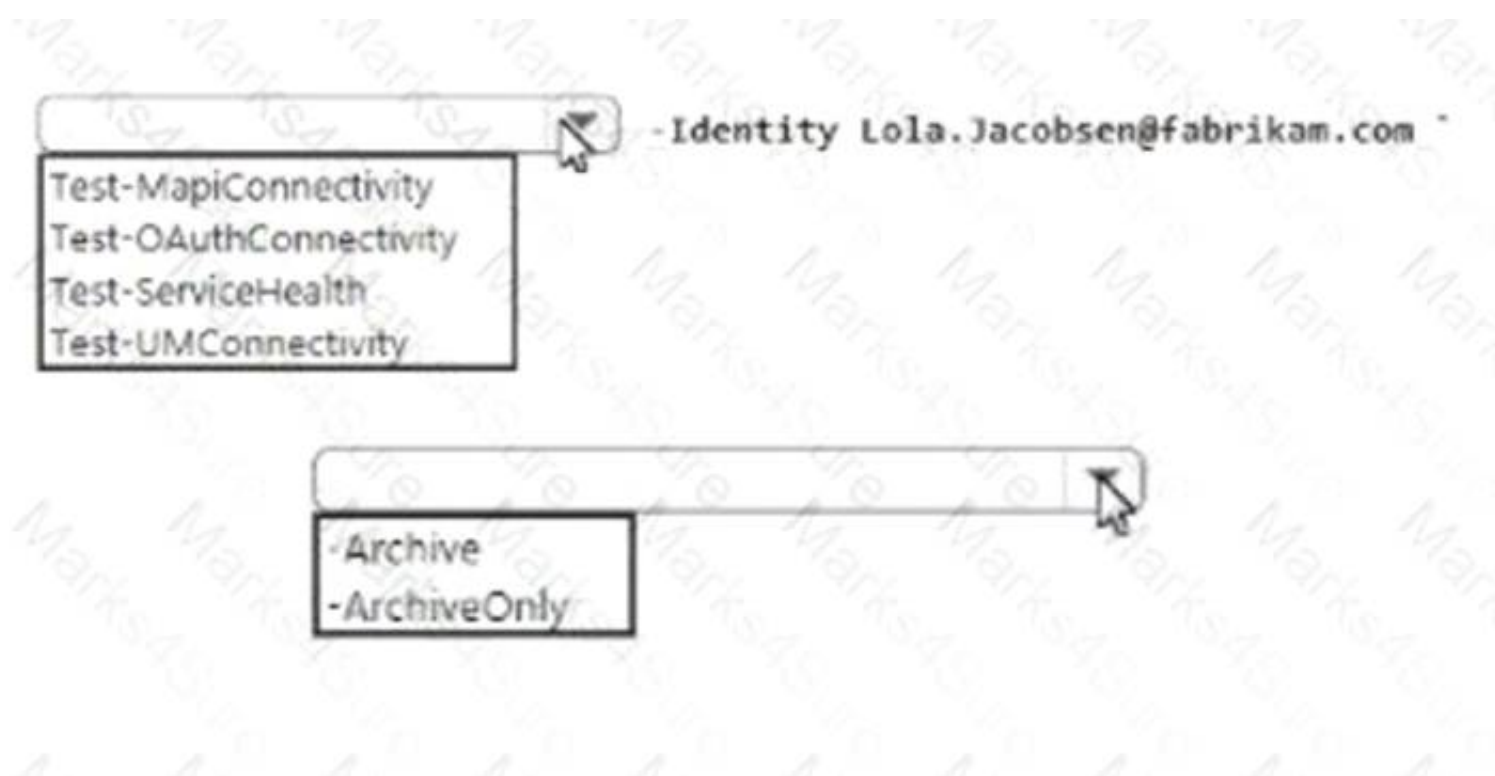 -Identity Lola.Jacobsen@fabrikam.com `
Test-MapiConnectivity
Test-OAuthConnectivity
Test-ServiceHealth
Test-UMConnectivity
-Archive
-ArchiveOnly